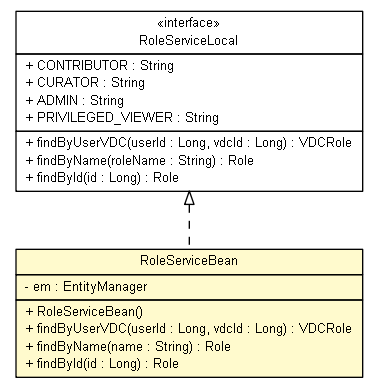 «interface»
RoleServiceLocal
+ CONTRIBUTOR : String
+ CURATOR : String
+ ADMIN : String
+ PRIVILEGED_VIEWER : String
+ findByUserVDC(userId : Long, vdcId : Long) : VDCRole
+ findByName(roleName : String) : Role
+ findById(id : Long) : Role
RoleServiceBean
- em : EntityManager
+ RoleServiceBean()
+ findByUserVDC(userId : Long, vdcId : Long) : VDCRole
+ findByName(name : String) : Role
+ findById(id : Long) : Role